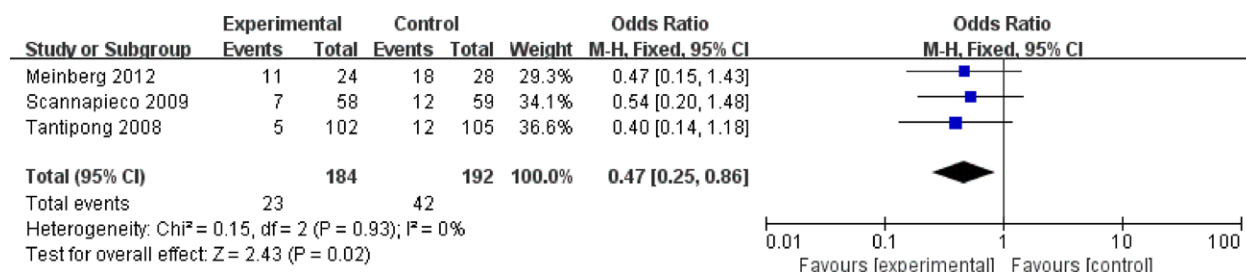 Experimental Control Odds Ratio Odds Ratio
Study or Subgroup Events Total Events Total Weight M-H, Fixed, 95% CI M-H, Fixed, 95% CI
Meinberg 2012 11 24 18 28 29.3% 0.47 [0.15, 1.43]
Scannapieco 2009 7 58 12 59 34.1% 0.54 [0.20, 1.48]
Tantipong 2008 5 102 12 105 36.6% 0.40 [0.14, 1.18]
Total (95% CI) 184 192 100.0% 0.47 [0.25, 0.86]
Total events 23 42
Heterogeneity: Chi² = 0.15, df = 2 (P = 0.93); I² = 0%
Test for overall effect: Z = 2.43 (P = 0.02)
0.01 0.1 1 10 100
Favours [experimental] Favours [control]